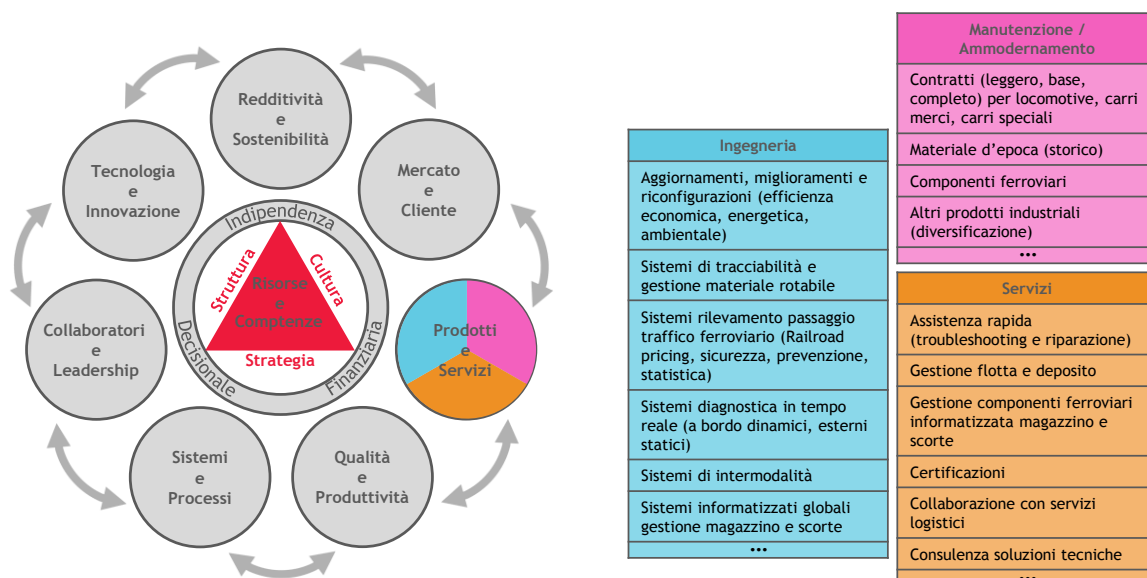 Redditività
e
Sostenibilità
Tecnologia
e
Innovazione
Mercato
e
Cliente
Indipendenza
Decisionale
Finanziaria
Struttura
Cultura
Strategia
Risorse
e
Comptenze
Collaboratori
e
Leadership
Prodotti
e
Servizi
Sistemi
e
Processi
Qualità
e
Produttività
Ingegneria
Aggiornamenti, miglioramenti e
riconfigurazioni (efficienza
economica, energetica,
ambientale)
Sistemi di tracciabilità e
gestione materiale rotabile
Sistemi rilevamento passaggio
traffico ferroviario (Railroad
pricing, sicurezza, prevenzione,
statistica)
Sistemi diagnostica in tempo
reale (a bordo dinamici, esterni
statici)
Sistemi di intermodalità
Sistemi informatizzati globali
gestione magazzino e scorte
...
Manutenzione /
Ammodernamento
Contratti (leggero, base,
completo) per locomotive, carri
merci, carri speciali
Materiale d'epoca (storico)
Componenti ferroviari
Altri prodotti industriali
(diversificazione)
...
Servizi
Assistenza rapida
(troubleshooting e riparazione)
Gestione flotta e deposito
Gestione componenti ferroviari
informatizzata magazzino e
scorte
Certificazioni
Collaborazione con servizi
logistici
Consulenza soluzioni tecniche
...